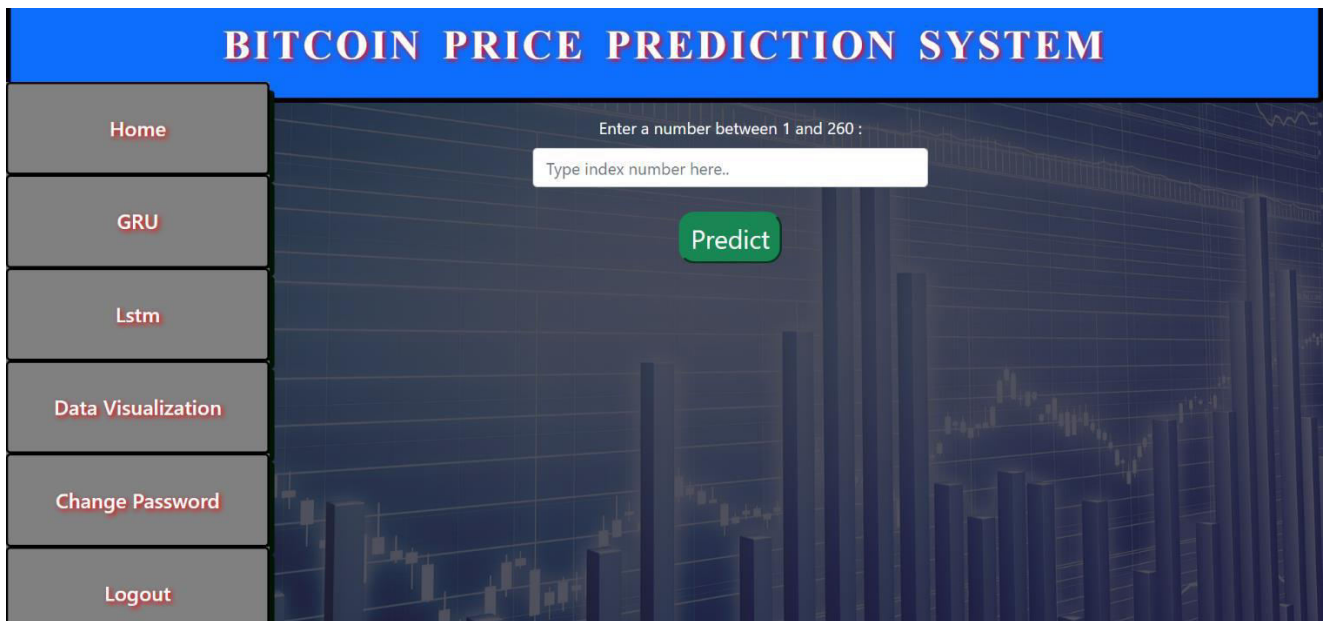 BITCOIN PRICE PREDICTION SYSTEM
Home
GRU
Lstm
Data Visualization
Change Password
Logout
Enter a number between 1 and 260 :
Type index number here..
Predict